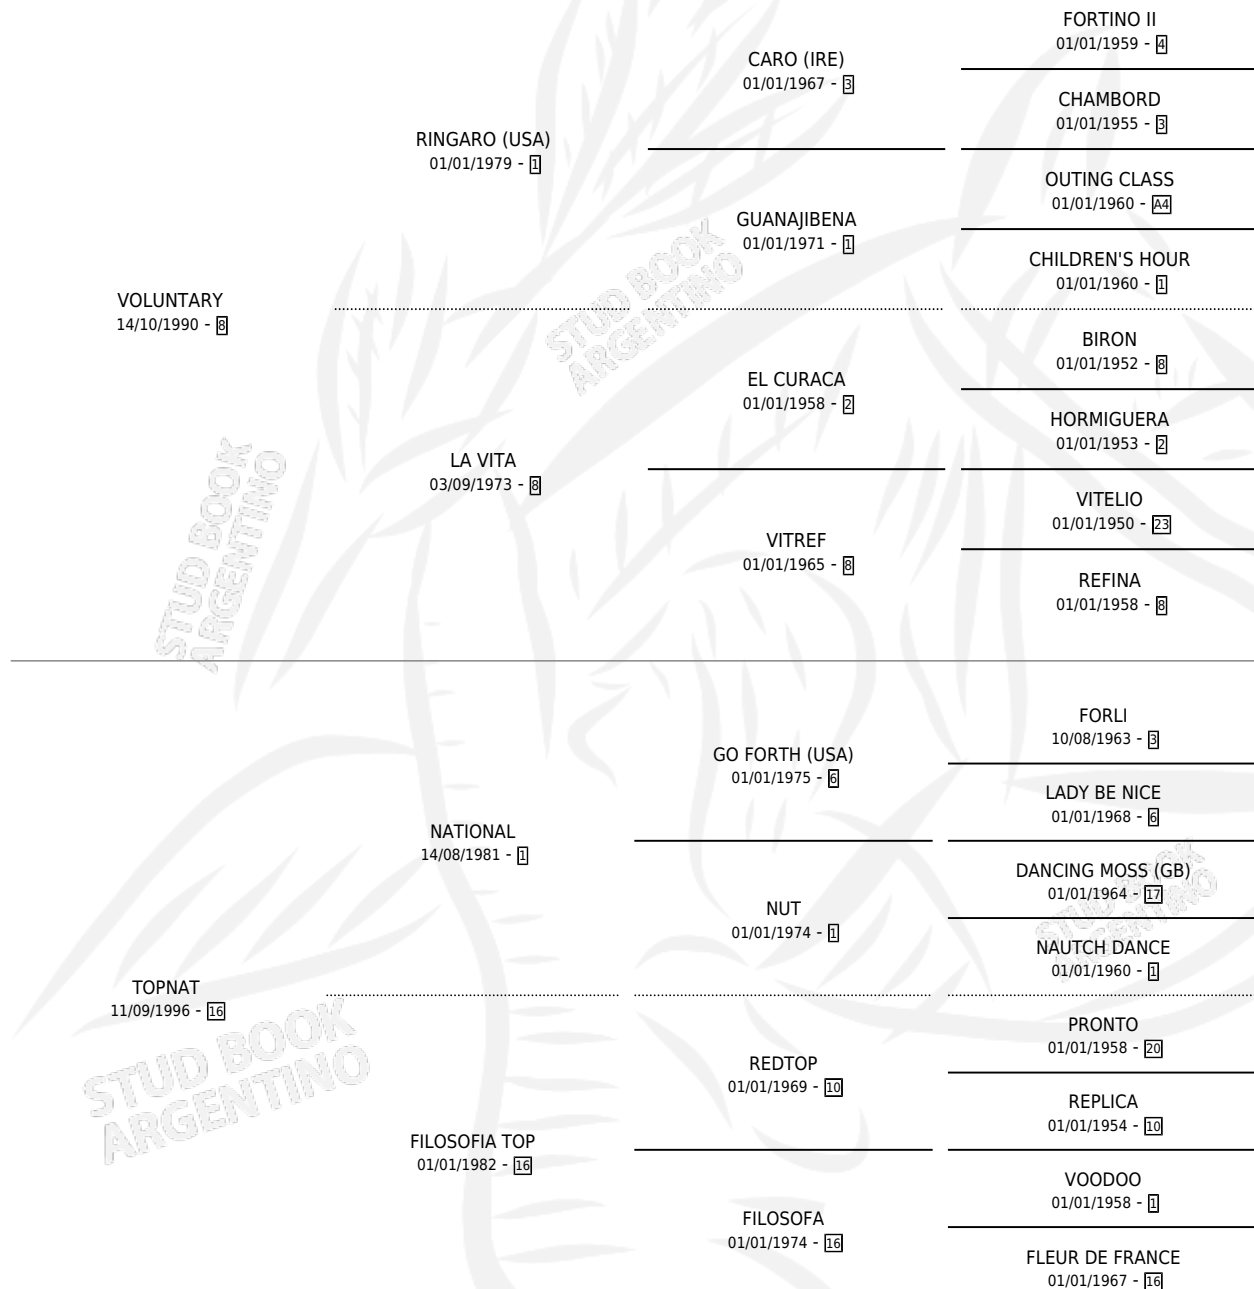 FORTINO II
01/01/1959 - 4
CARO (IRE)
01/01/1967 - 3
CHAMBORD
01/01/1955 - 3
RINGARO (USA)
01/01/1979 - 1
OUTING CLASS
01/01/1960 - A4
GUANAJIBENA
01/01/1971 - 1
CHILDREN'S HOUR
01/01/1960 - 1
VOLUNTARY
14/10/1990 - 8
BIRON
01/01/1952 - 8
EL CURACA
01/01/1958 - 2
HORMIGUERA
01/01/1953 - 2
LA VITA
03/09/1973 - 8
VITELIO
01/01/1950 - 23
VITREF
01/01/1965 - 8
REFINA
01/01/1958 - 8
STUD BOOK
ARGENTINO
STUD BOOK
ARGENTINO
FORLI
10/08/1963 - 3
GO FORTH (USA)
01/01/1975 - 6
LADY BE NICE
01/01/1968 - 6
NATIONAL
14/08/1981 - 1
DANCING MOSS (GB)
01/01/1964 - 17
NUT
01/01/1974 - 1
NAUTCH DANCE
01/01/1960 - 1
TOPNAT
11/09/1996 - 16
PRONTO
01/01/1958 - 20
REDTOP
01/01/1969 - 10
REPLICA
01/01/1954 - 10
FILOSOFIA TOP
01/01/1982 - 16
VOODOO
01/01/1958 - 1
FILOSOFA
01/01/1974 - 16
FLEUR DE FRANCE
01/01/1967 - 16
STUD BOOK
ARGENTINO
STUD BOOK
ARGENTINO